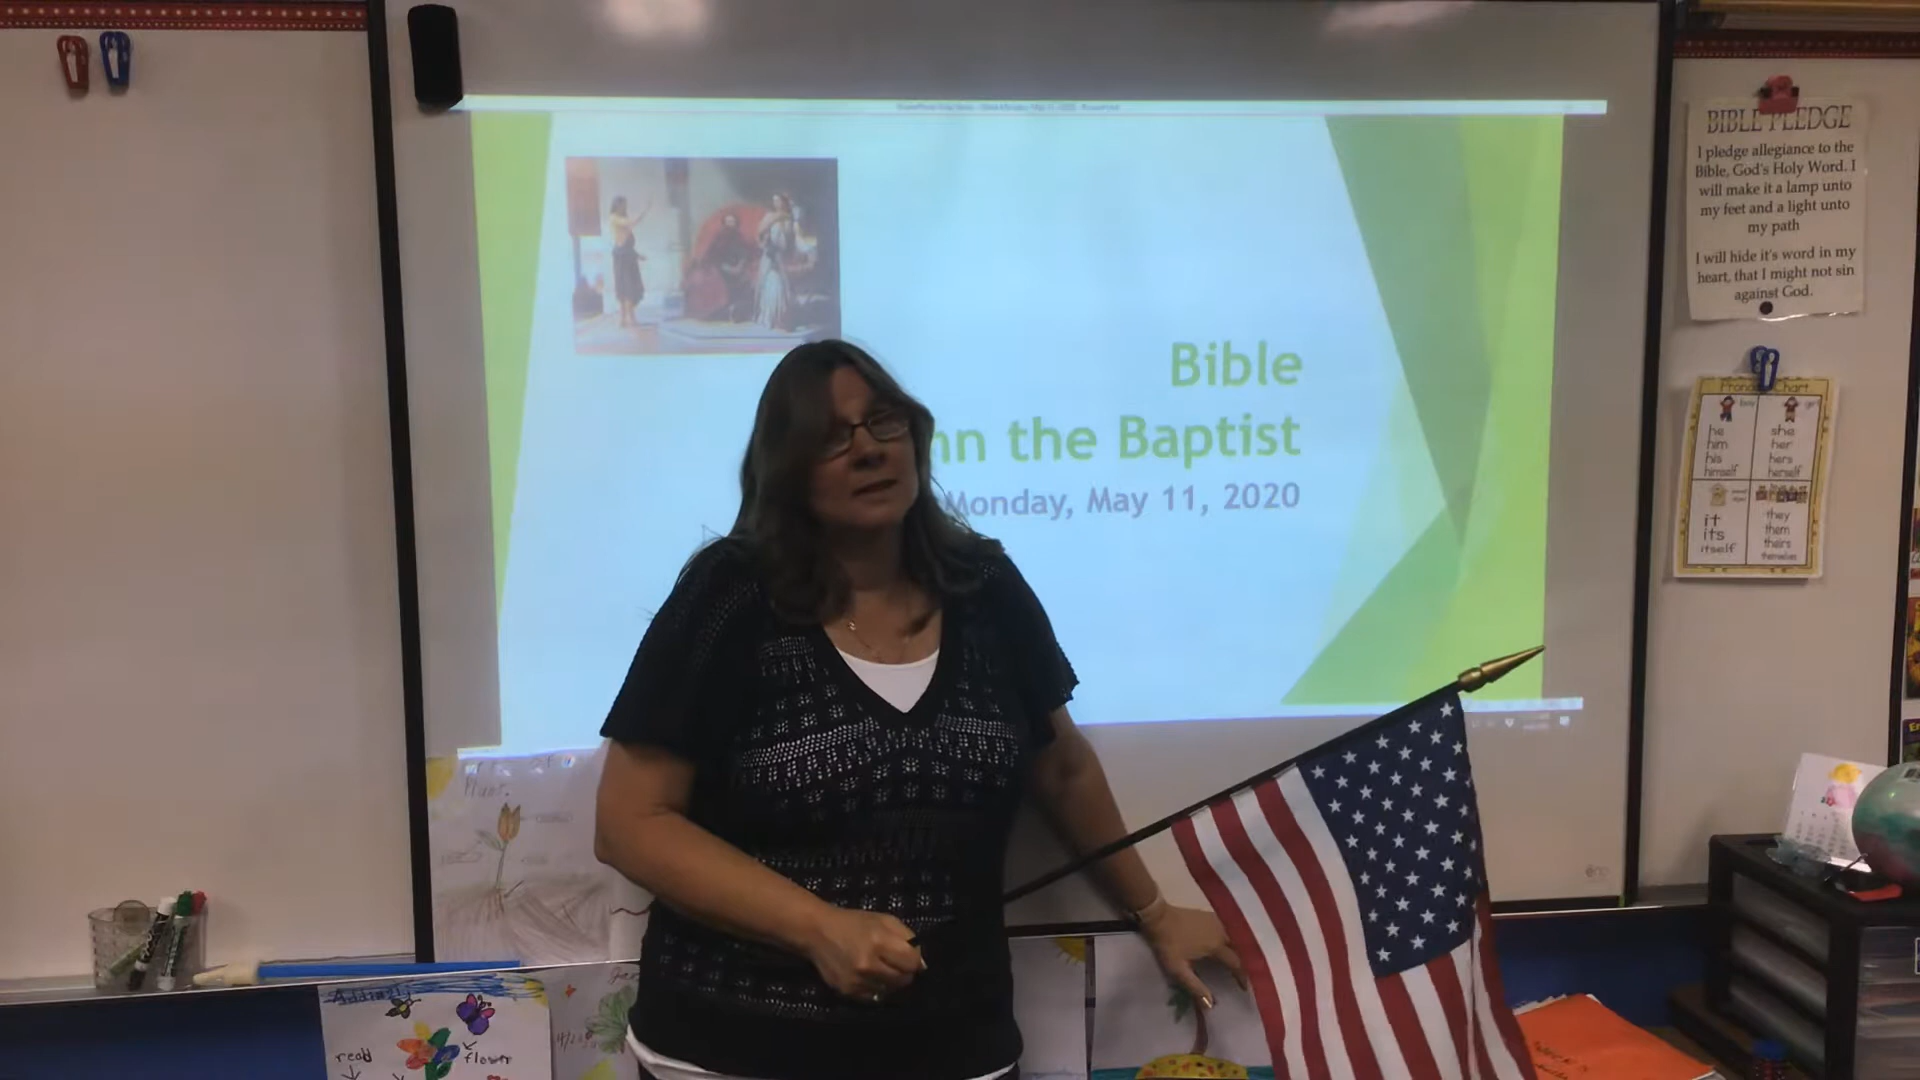 Bible
the Baptist
Monday, May 11, 2020
BIBLE PLEDGE
I pledge allegiance to the
Bible, God's Holy Word. I
will make it a lamp unto
my feet and a light unto
my path
I will hide it's word in my
heart, that I might not sin
against God.
Chart
boy
he
him
his
himself
she
her
hers
herself
it
its
itself
they
them
theirs
themselves
read
flower